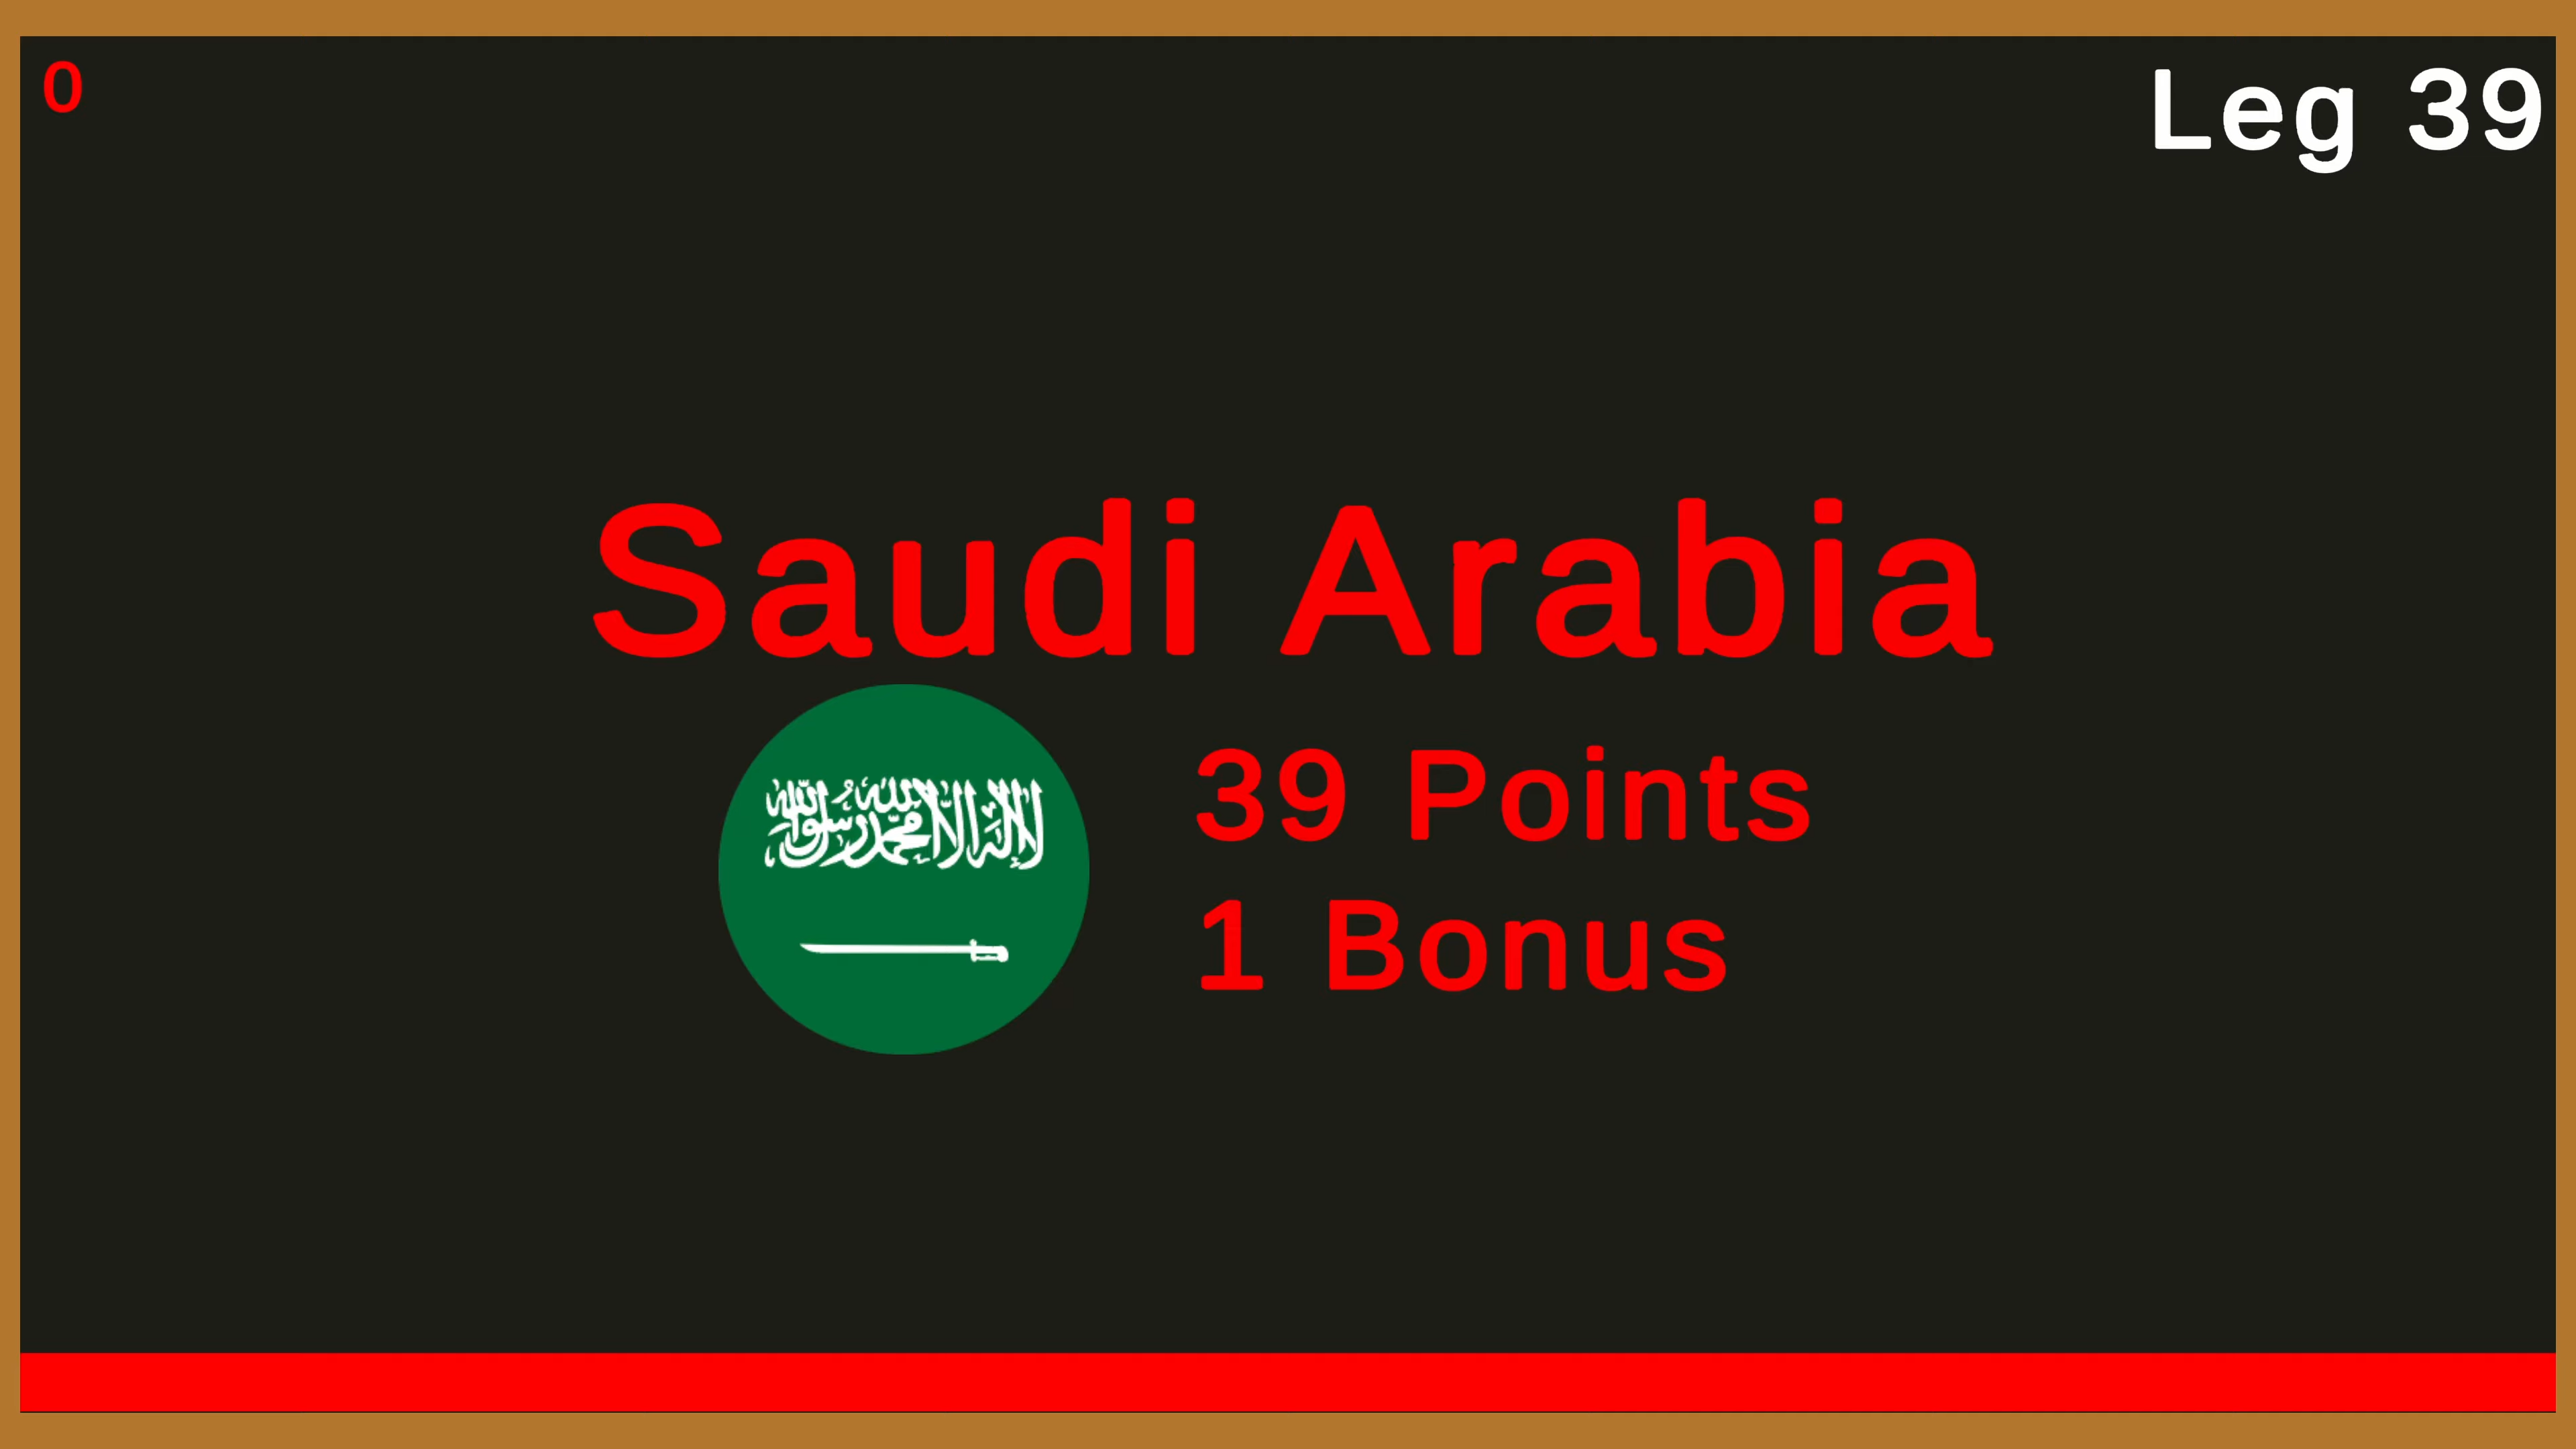 0
Leg 39
Saudi Arabia
لا إله إلا الله محمد رسول الله
39 Points
1 Bonus